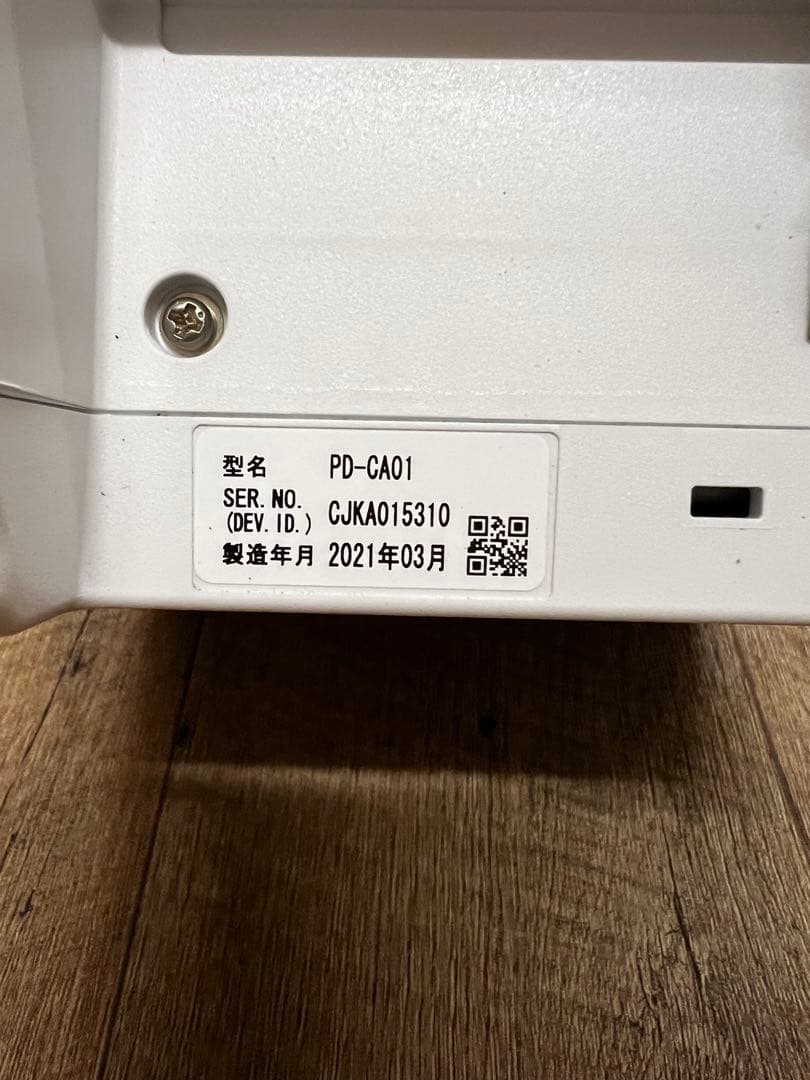 型名 PD-CA01
SER.NO. (DEV.ID.) CJKA015310
製造年月 2021年03月